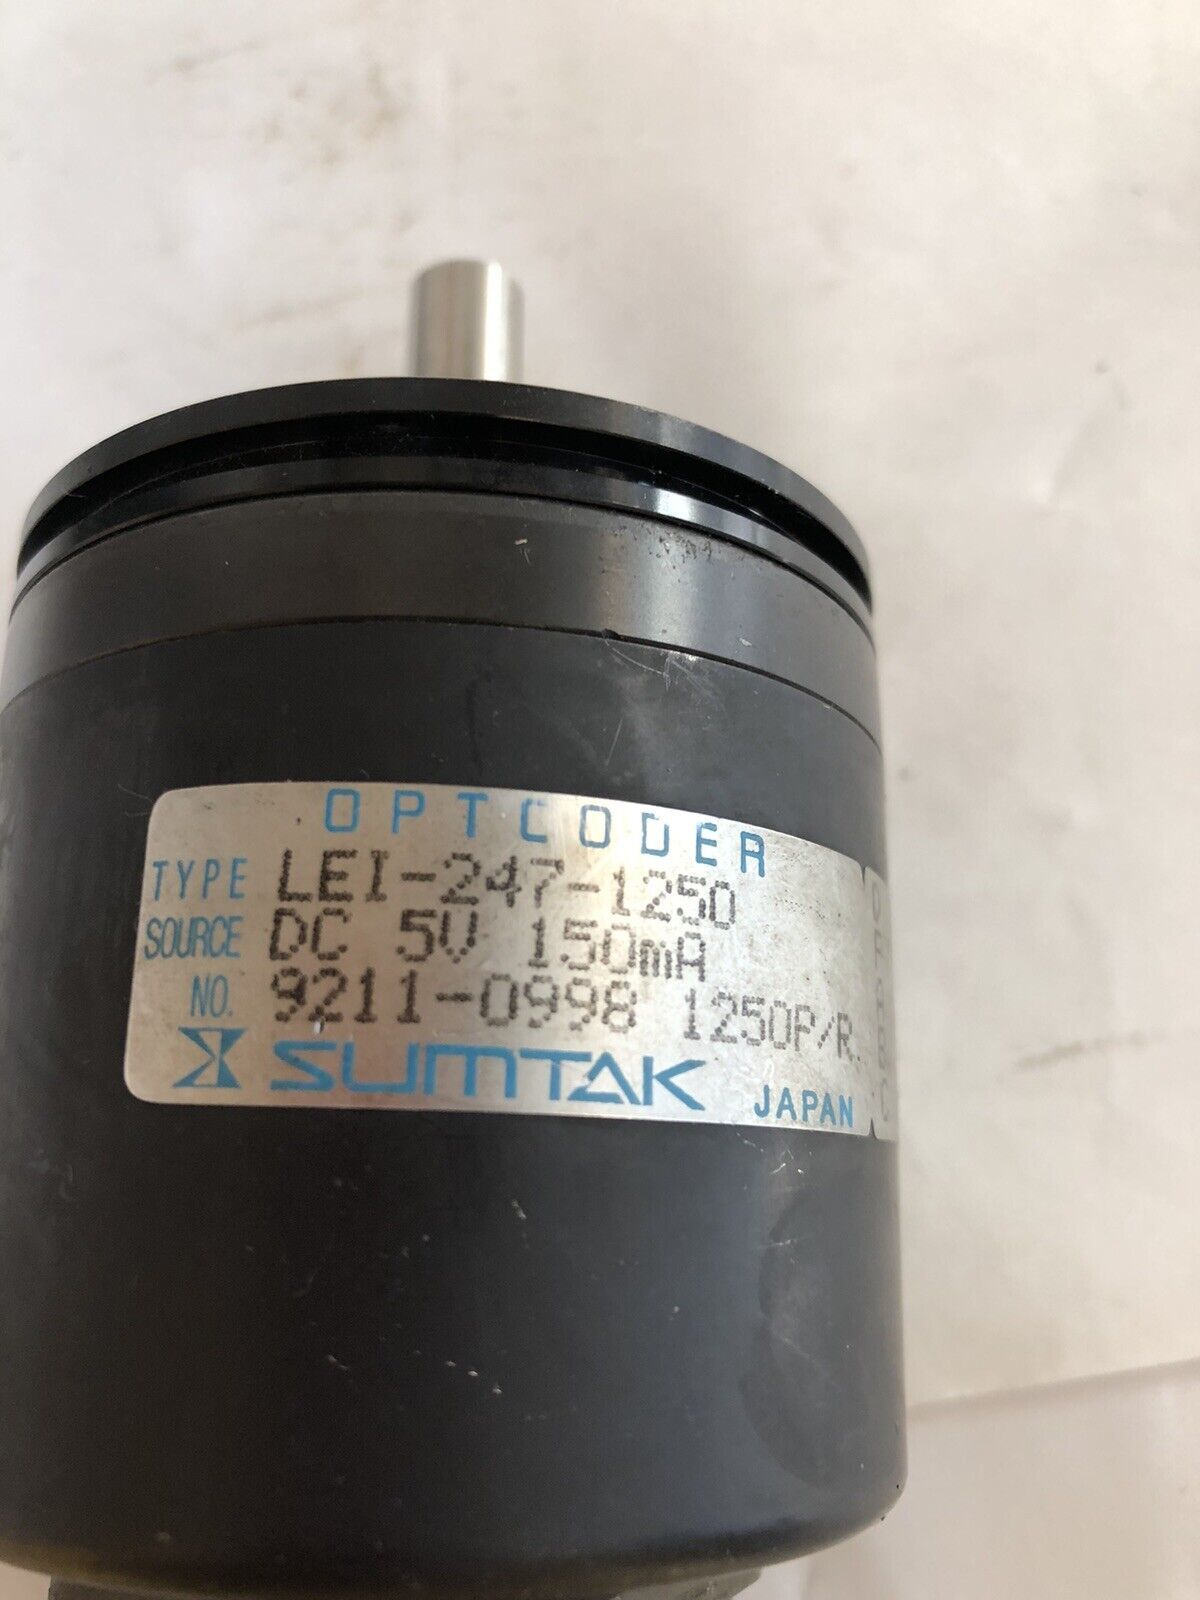 OPTCODER
TYPE LEI-247-1250
SOURCE DC 5V 150mA
NO. 9211-0998 1250P/R.
SUMTAK JAPAN